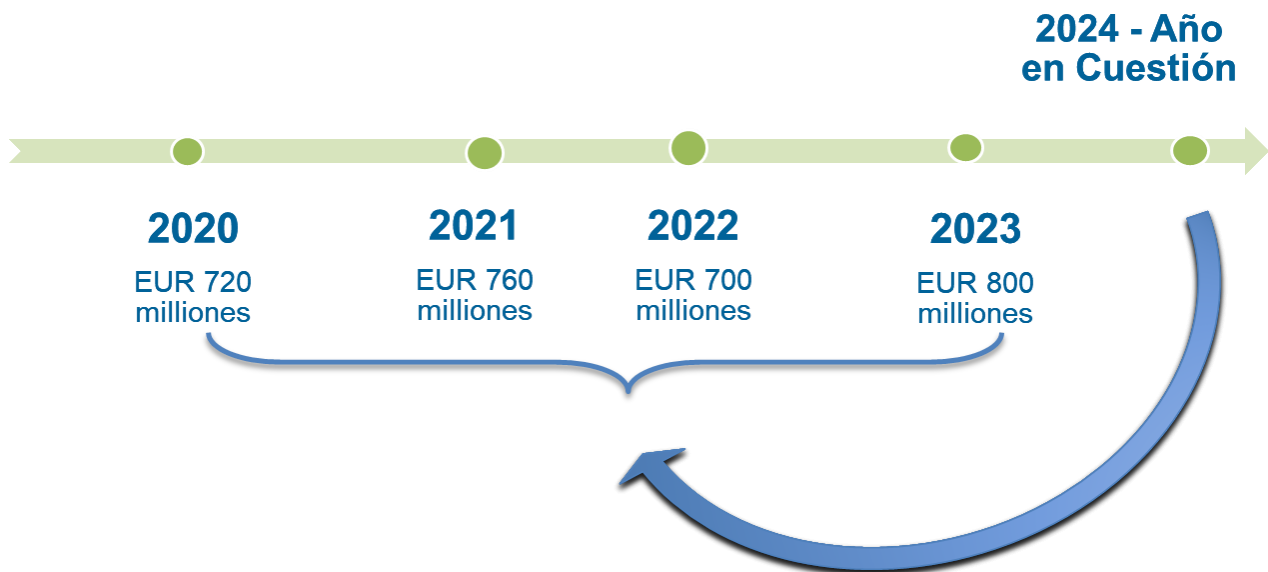 2024 - Año
en Cuestión
2020
EUR 720
milliones
2021
EUR 760
milliones
2022
EUR 700
milliones
2023
EUR 800
milliones